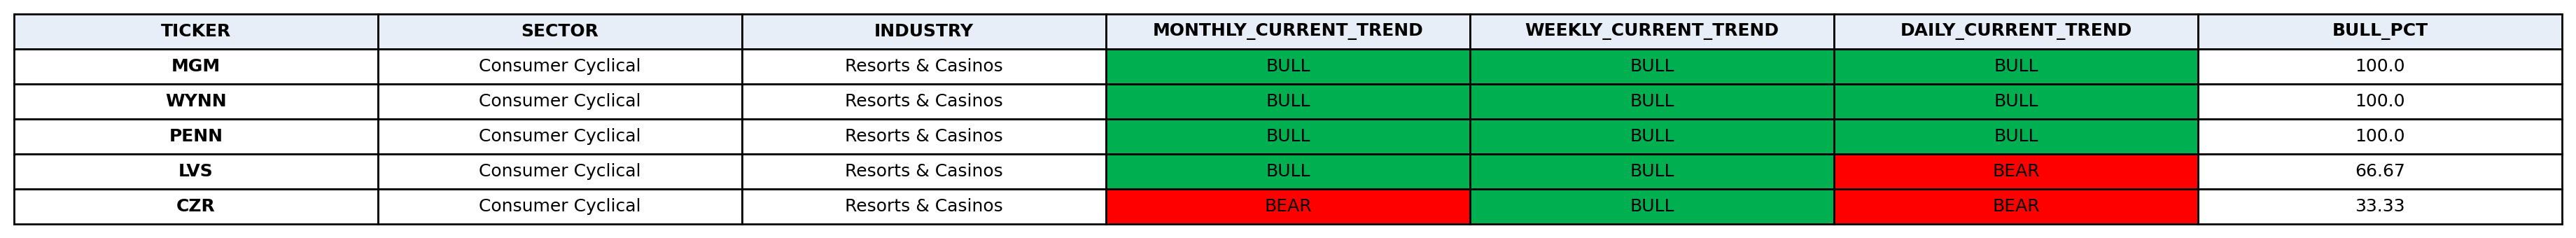 TICKER SECTOR INDUSTRY MONTHLY_CURRENT_TREND WEEKLY_CURRENT_TREND DAILY_CURRENT_TREND BULL_PCT
MGM Consumer Cyclical Resorts & Casinos BULL BULL BULL 100.0
WYNN Consumer Cyclical Resorts & Casinos BULL BULL BULL 100.0
PENN Consumer Cyclical Resorts & Casinos BULL BULL BULL 100.0
LVS Consumer Cyclical Resorts & Casinos BULL BULL BEAR 66.67
CZR Consumer Cyclical Resorts & Casinos BEAR BULL BEAR 33.33